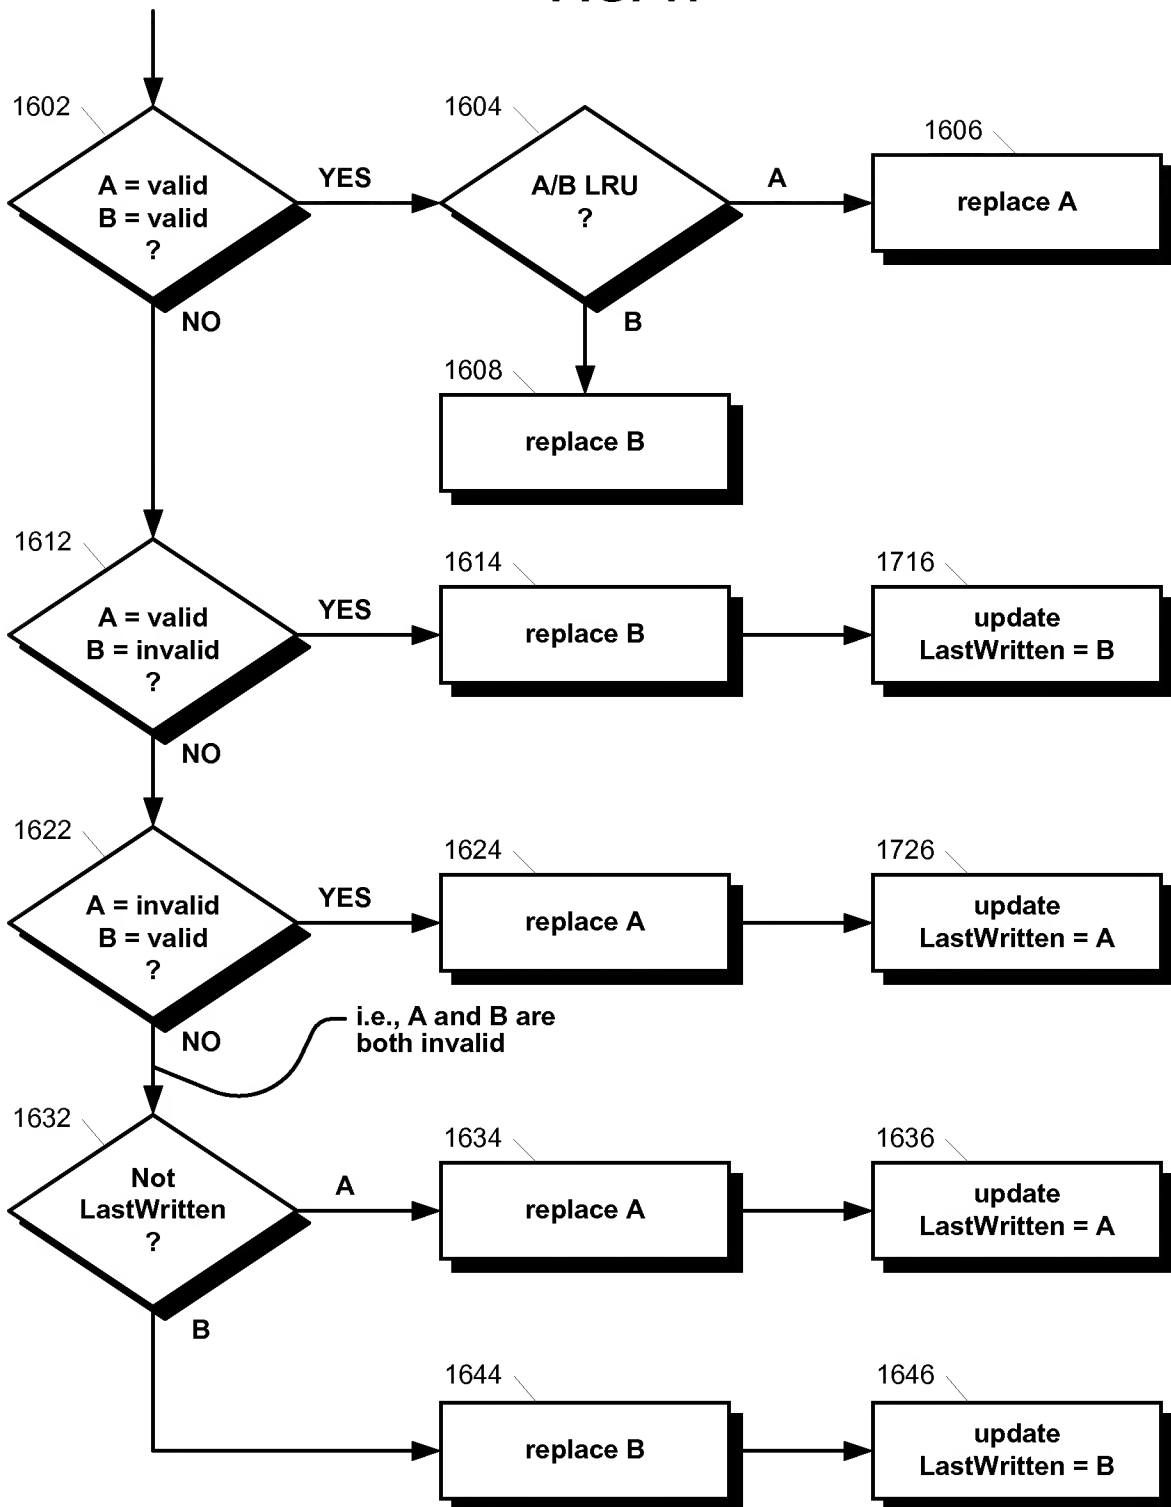 1602
A = valid
B = valid
?
YES
NO
1604
A/B LRU
?
A
B
1606
replace A
1608
replace B
1612
A = valid
B = invalid
?
YES
NO
1614
replace B
1716
update
LastWritten = B
1622
A = invalid
B = valid
?
YES
NO
1624
replace A
1726
update
LastWritten = A
i.e., A and B are
both invalid
1632
Not
LastWritten
?
A
B
1634
replace A
1636
update
LastWritten = A
1644
replace B
1646
update
LastWritten = B